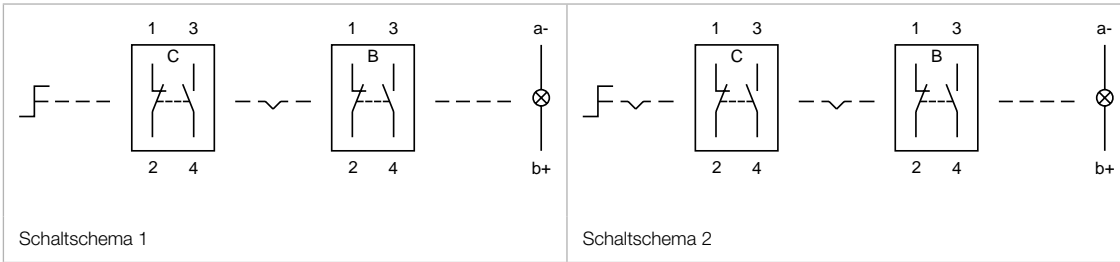 1 3 1 3 a-
C B
2 4 2 4 b+
Schaltschema 1
1 3 1 3 a-
C B
2 4 2 4 b+
Schaltschema 2